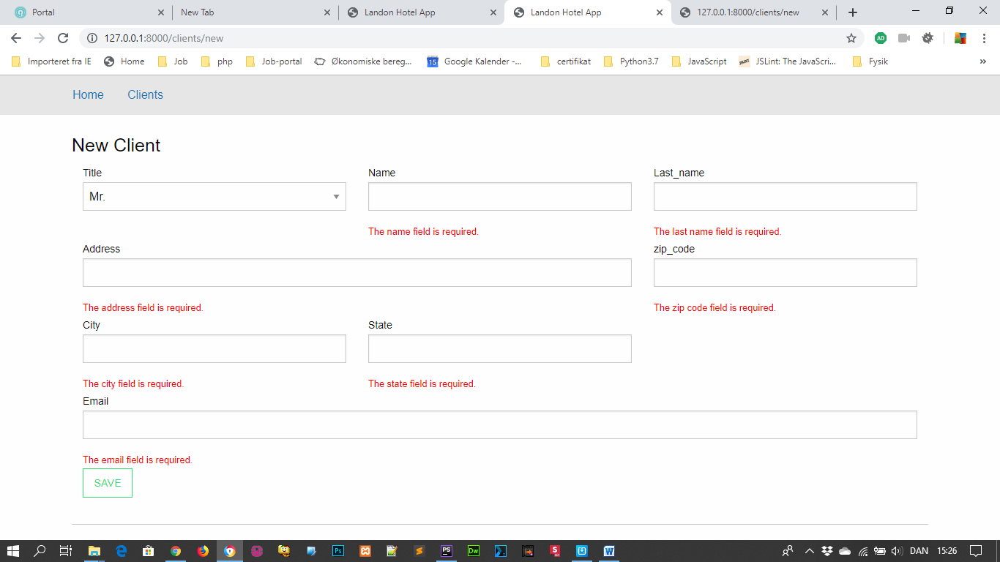 Portal
New Tab
Landon Hotel App
Landon Hotel App
127.0.0.1:8000/clients/new
127.0.0.1:8000/clients/new
AD
Importeret fra IE
Home
Job
php
Job-portal
Økonomiske bereg...
15
Google Kalender -...
certifikat
Python3.7
JavaScript
JSLint: The JavaScri...
Fysik
»
Home
Clients
New Client
Title
Name
Last_name
Mr.
The name field is required.
The last name field is required.
Address
zip_code
The address field is required.
The zip code field is required.
City
State
The city field is required.
The state field is required.
Email
The email field is required.
SAVE
Ps
PS
Dw
W
DAN
15:26